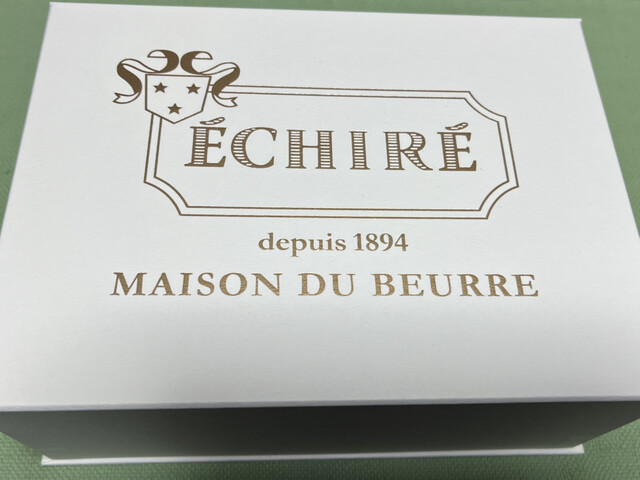 ÉCHIRÉ
depuis 1894
MAISON DU BEURRE